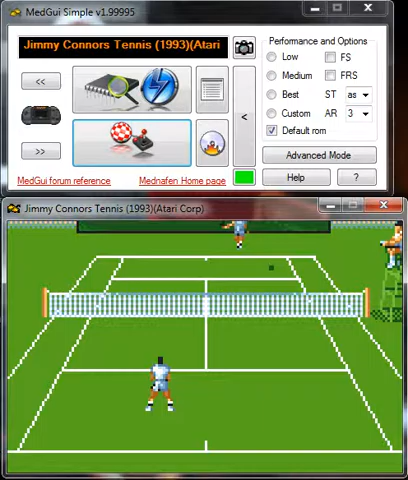 MedGui Simple v1.99995
Jimmy Connors Tennis (1993)(Atari
Performance and Options
Low
FS
Medium
FRS
Best
ST
as
Custom
AR
3
Default rom
<<
<
>>
Advanced Mode
MedGui forum reference
Mednafen Home page
Help
?
Jimmy Connors Tennis (1993)(Atari Corp)